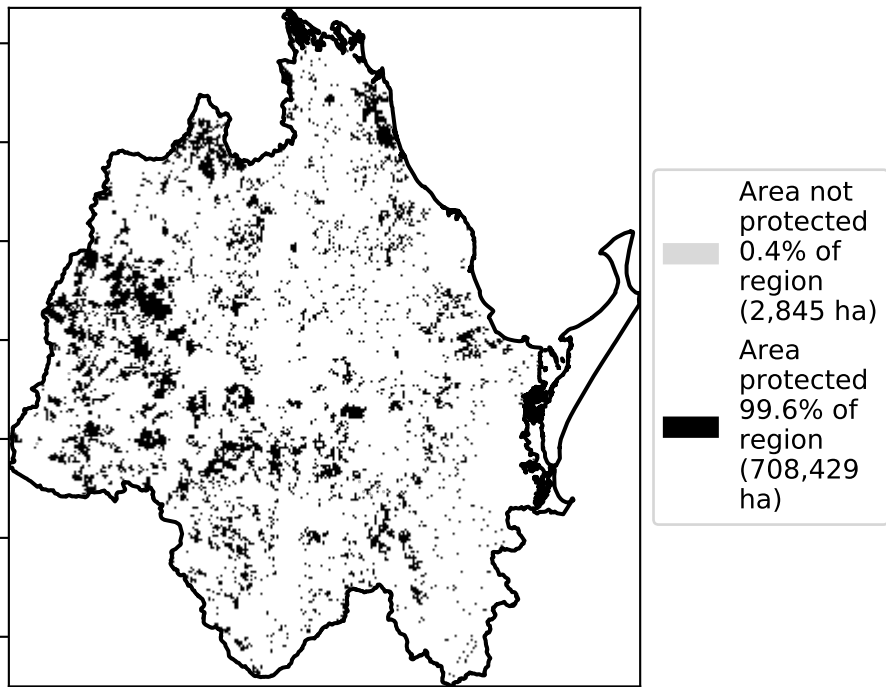 Area not
protected
0.4% of
region
(2,845 ha)
Area
protected
99.6% of
region
(708,429
ha)